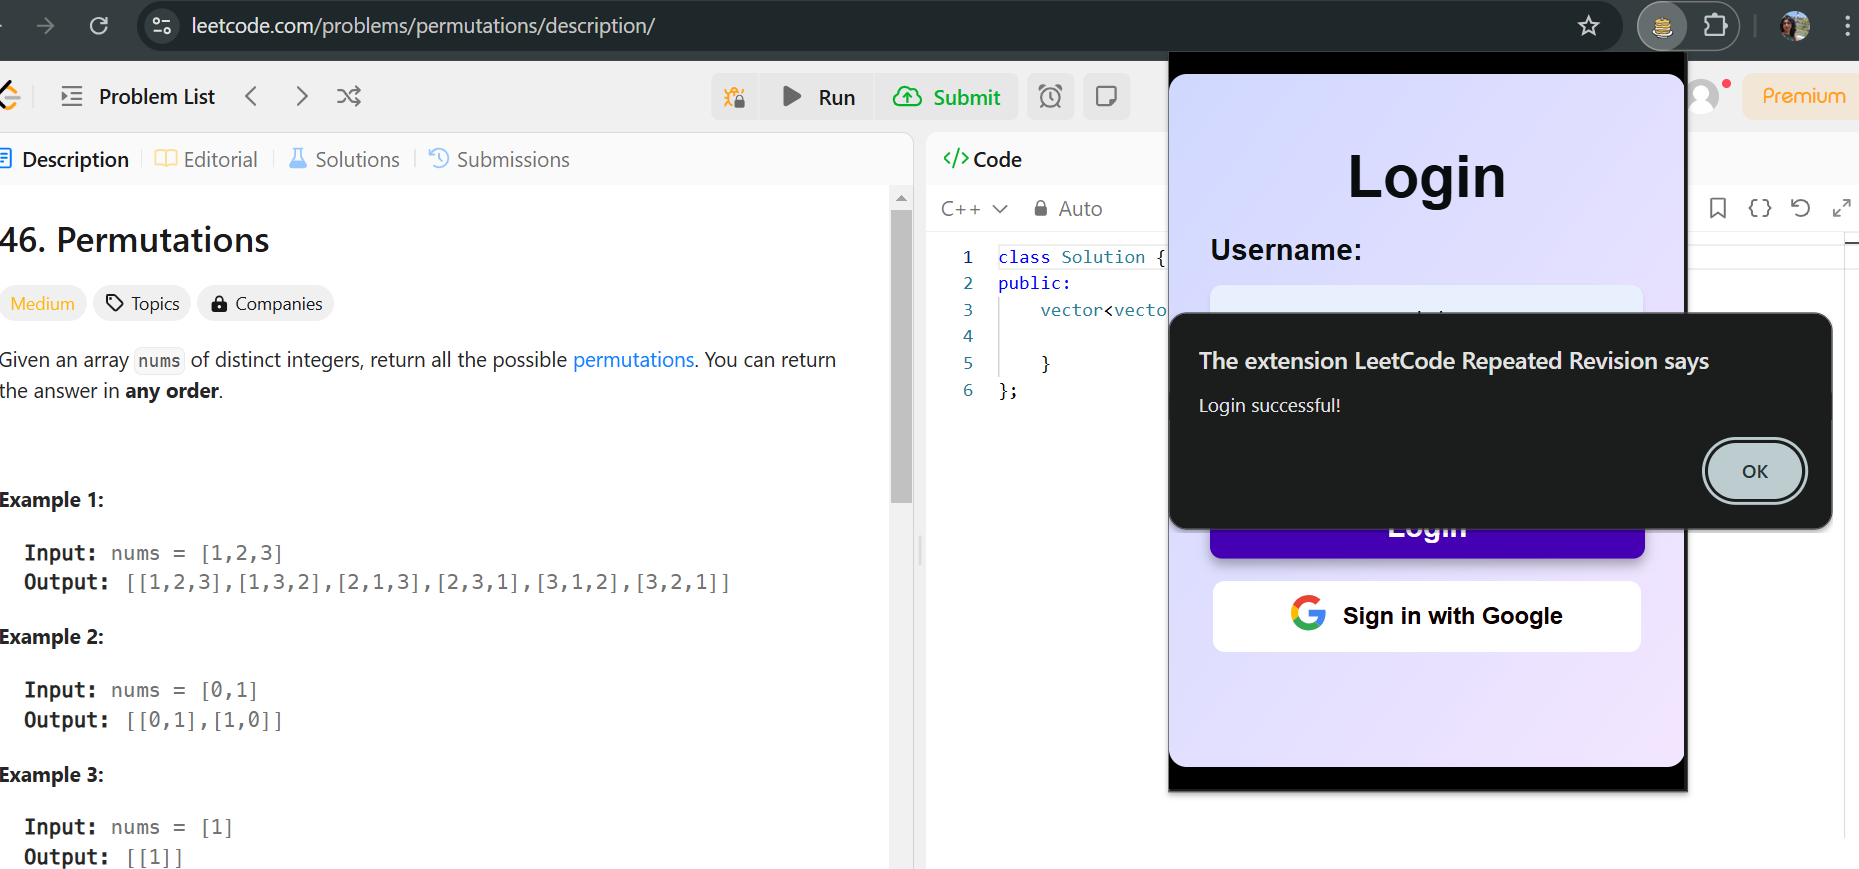 leetcode.com/problems/permutations/description/
Problem List
Run
Submit
Premium
Description
Editorial
Solutions
Submissions
46. Permutations
Medium
Topics
Companies
Given an array nums of distinct integers, return all the possible permutations. You can return
the answer in any order.
Example 1:
Input: nums = [1,2,3]
Output: [[1,2,3],[1,3,2],[2,1,3],[2,3,1],[3,1,2],[3,2,1]]
Example 2:
Input: nums = [0,1]
Output: [[0,1],[1,0]]
Example 3:
Input: nums = [1]
Output: [[1]]
</> Code
C++
Auto
1 class Solution {
2 public:
3 vector<vecto
4
5 }
6 };
Login
Username:
The extension LeetCode Repeated Revision says
Login successful!
OK
Login
Sign in with Google